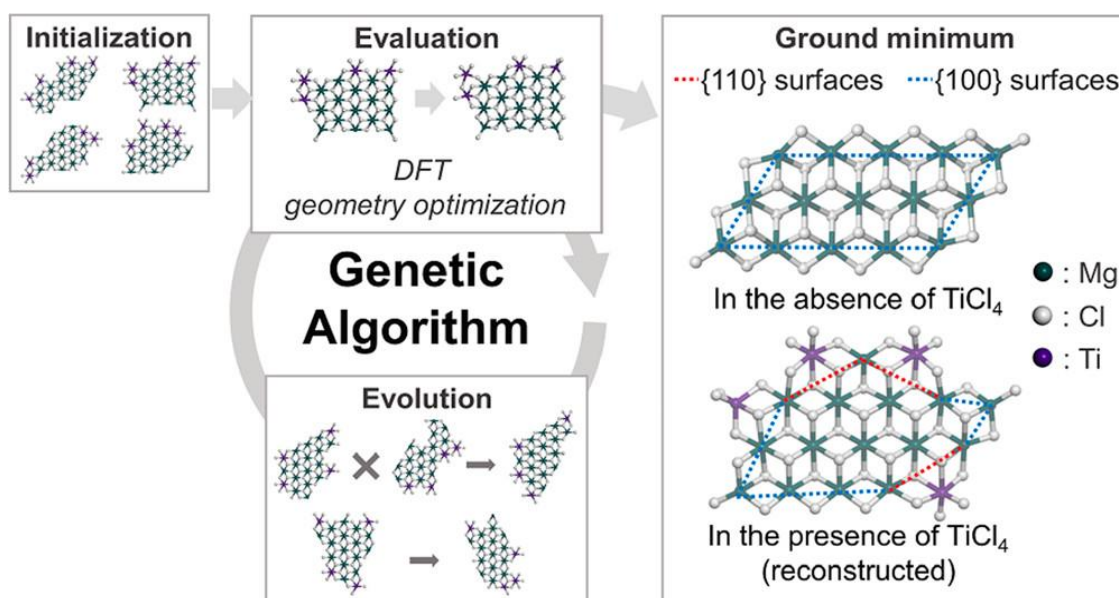 Initialization
Evaluation
DFT
geometry optimization
Genetic
Algorithm
Evolution
Ground minimum
{110} surfaces {100} surfaces
In the absence of TiCl₄
: Mg
: Cl
: Ti
In the presence of TiCl₄
(reconstructed)